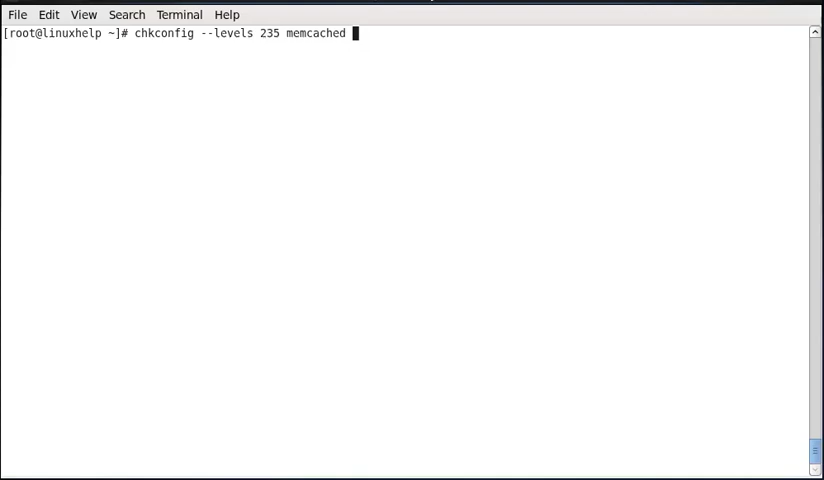 File Edit View Search Terminal Help
[root@linuxhelp ~]# chkconfig --levels 235 memcached